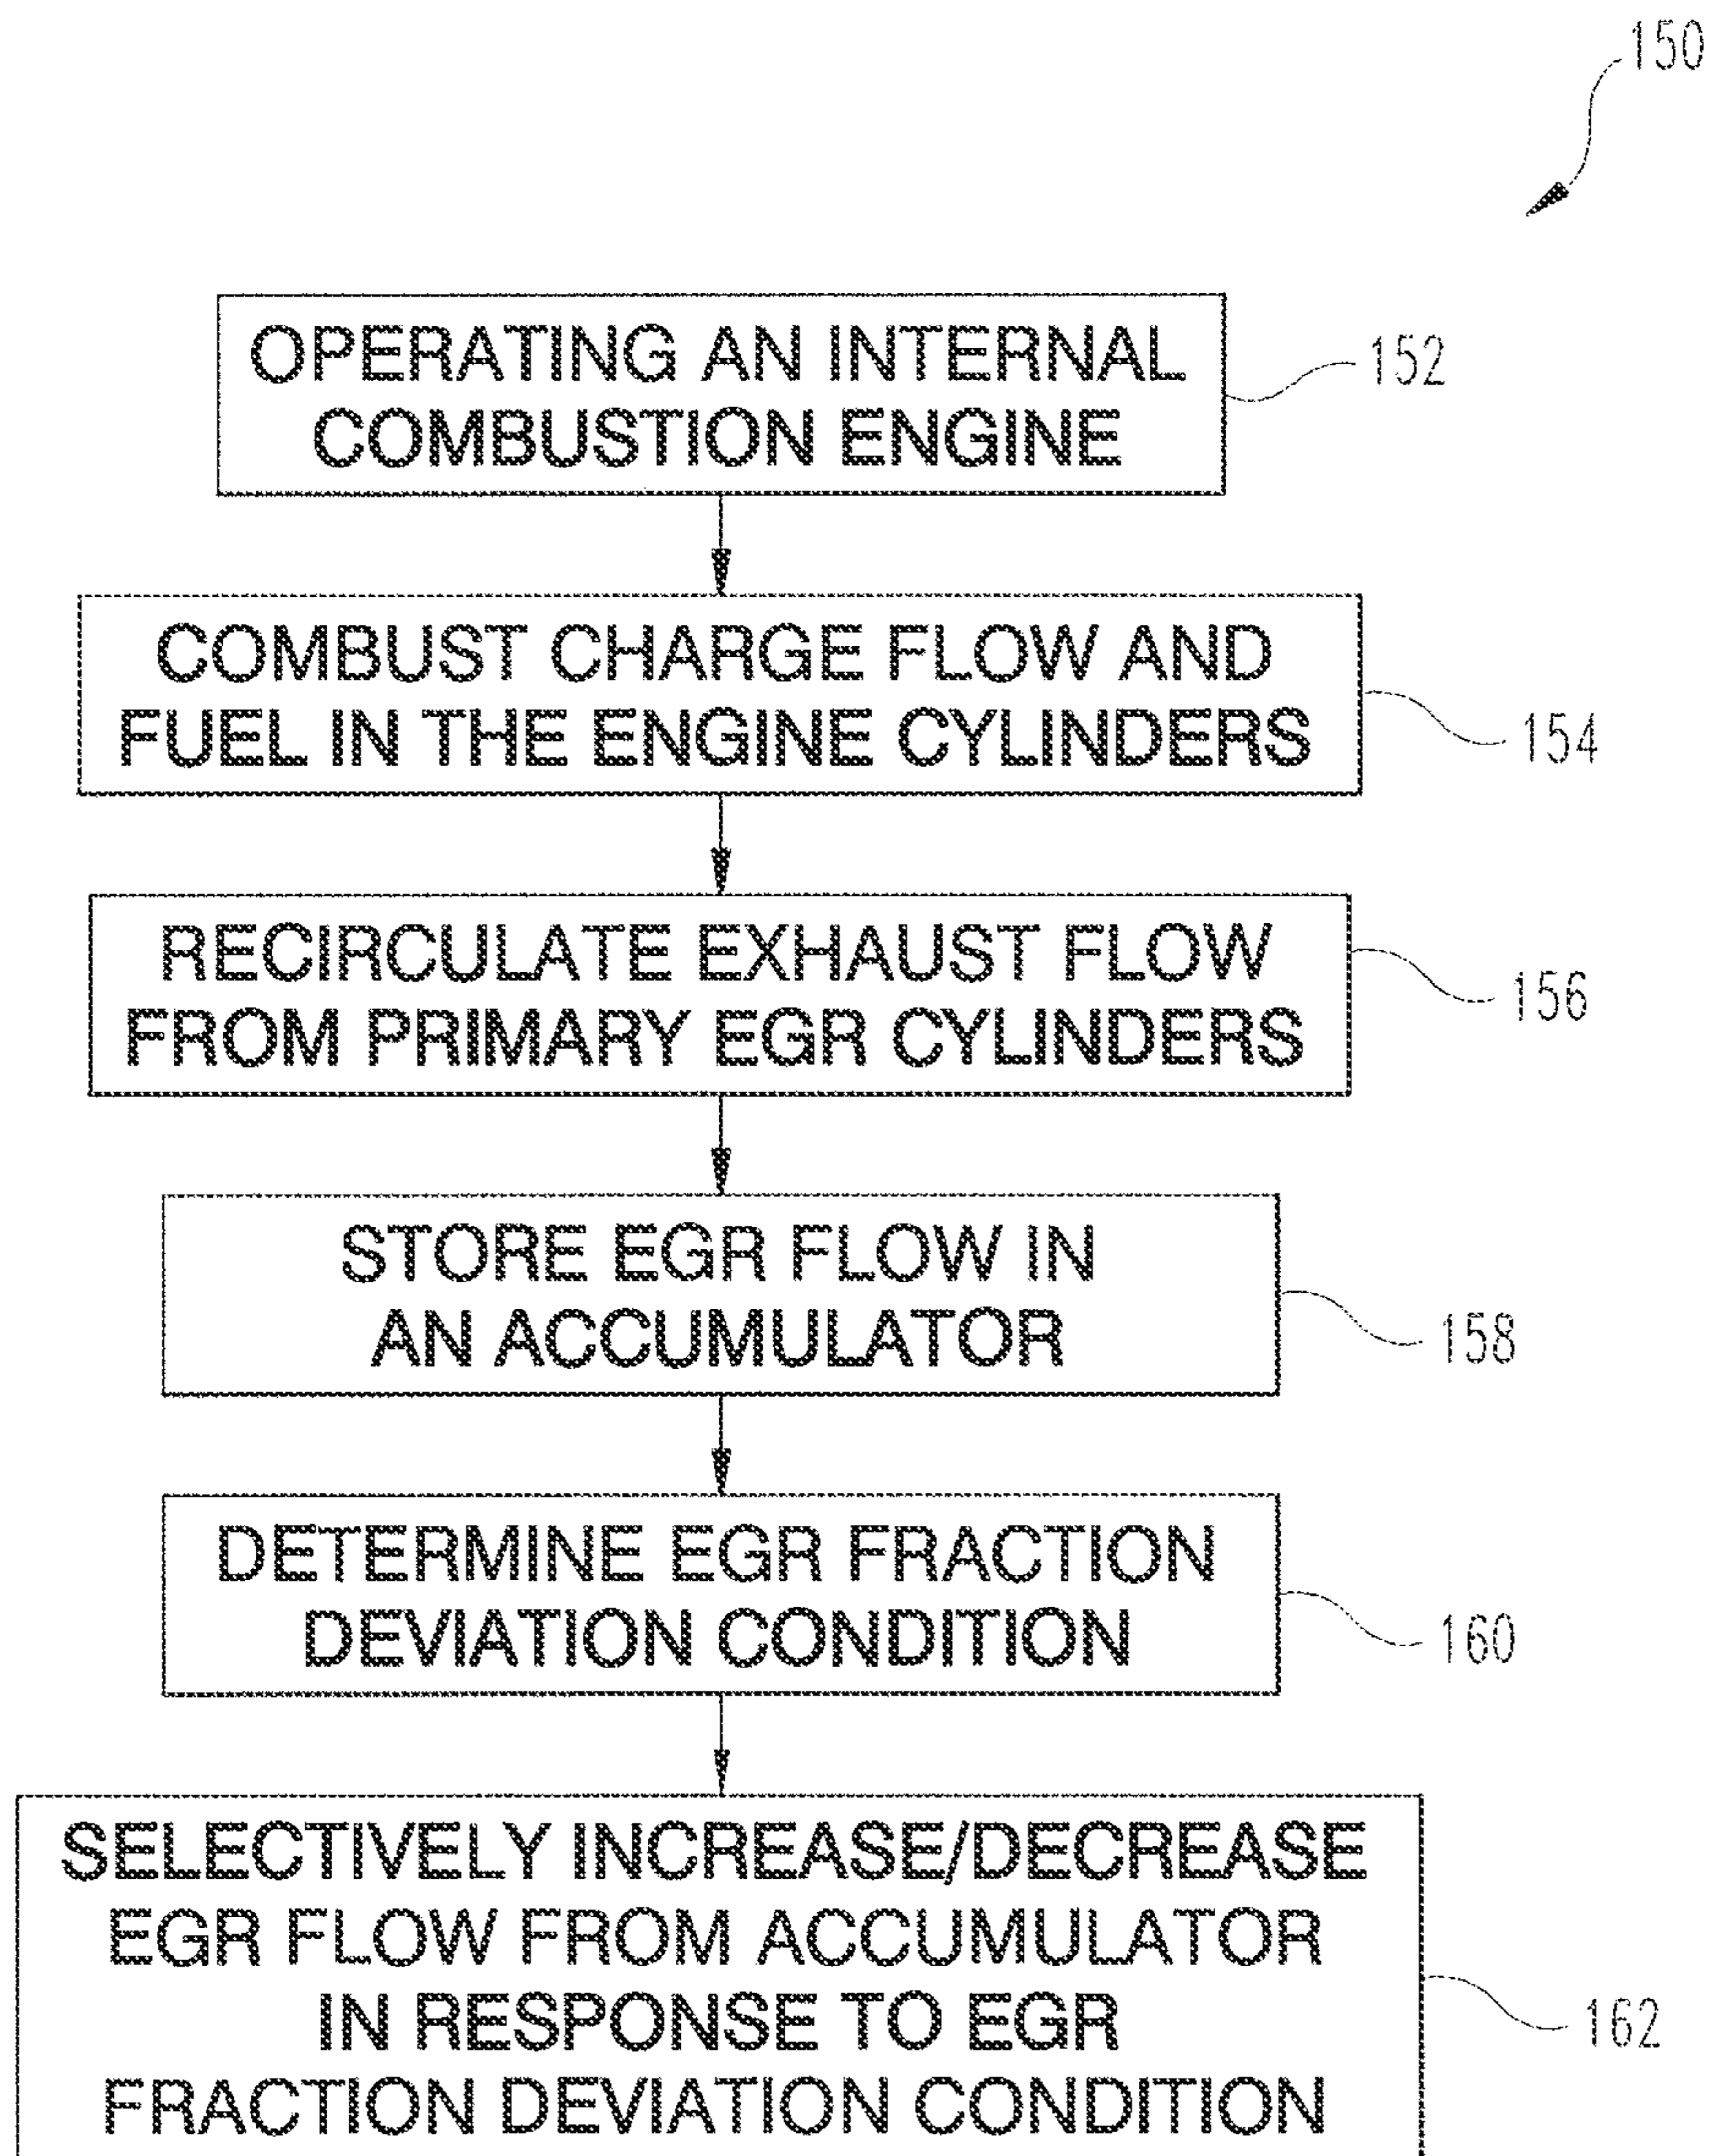 150
OPERATING AN INTERNAL
COMBUSTION ENGINE
152
COMBUST CHARGE FLOW AND
FUEL IN THE ENGINE CYLINDERS
154
RECIRCULATE EXHAUST FLOW
FROM PRIMARY EGR CYLINDERS
156
STORE EGR FLOW IN
AN ACCUMULATOR
158
DETERMINE EGR FRACTION
DEVIATION CONDITION
160
SELECTIVELY INCREASE/DECREASE
EGR FLOW FROM ACCUMULATOR
IN RESPONSE TO EGR
FRACTION DEVIATION CONDITION
162